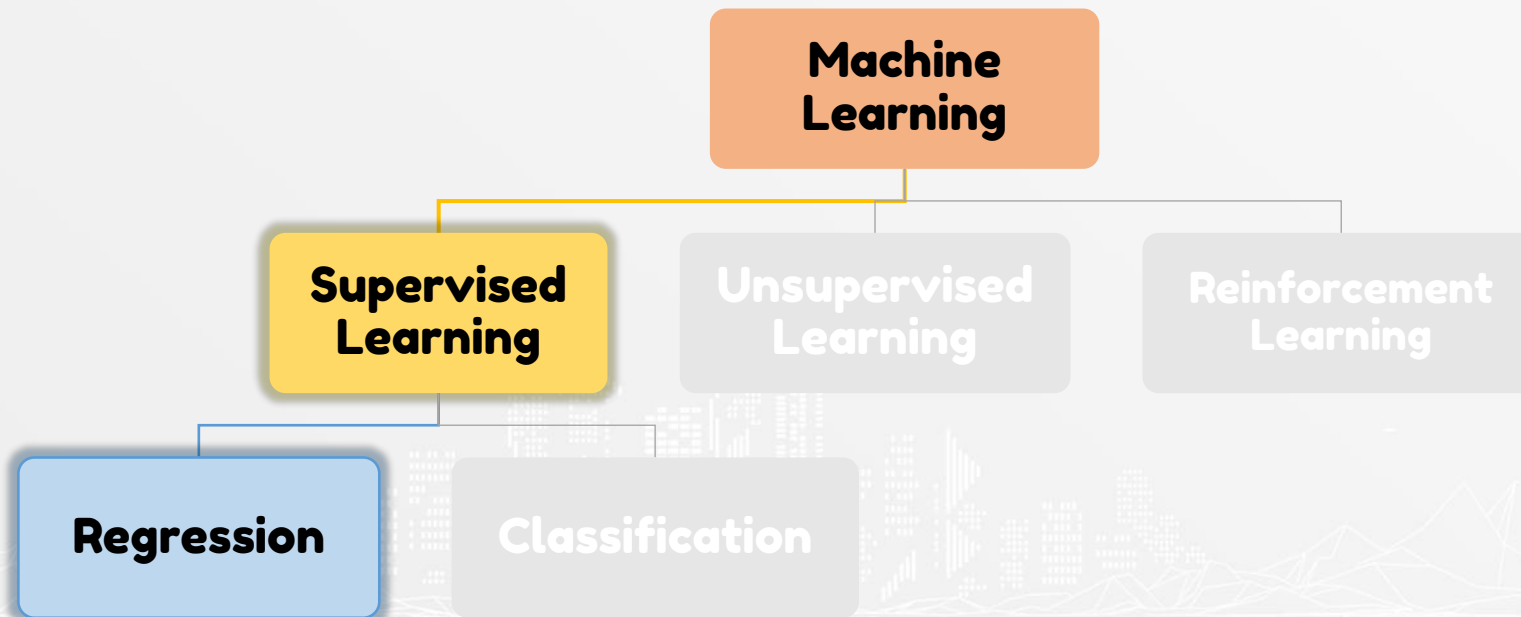 Machine
Learning
Supervised
Learning
Unsupervised
Learning
Reinforcement
Learning
Regression
Classification